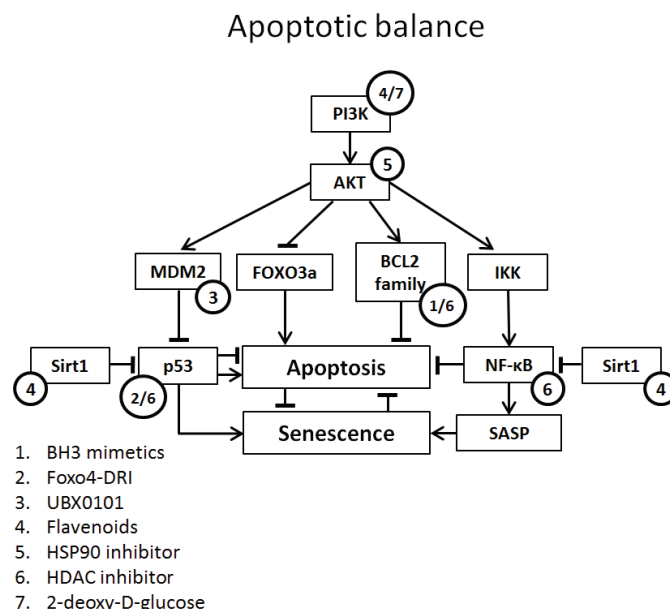 Apoptotic balance
4/7
PI3K
5
AKT
MDM2
3
FOXO3a
BCL2
family
1/6
IKK
Sirt1
4
p53
2/6
Apoptosis
NF-κB
6
Sirt1
4
Senescence
SASP
1. BH3 mimetics
2. Foxo4-DRI
3. UBX0101
4. Flavenoids
5. HSP90 inhibitor
6. HDAC inhibitor
7. 2-deoxy-D-glucose